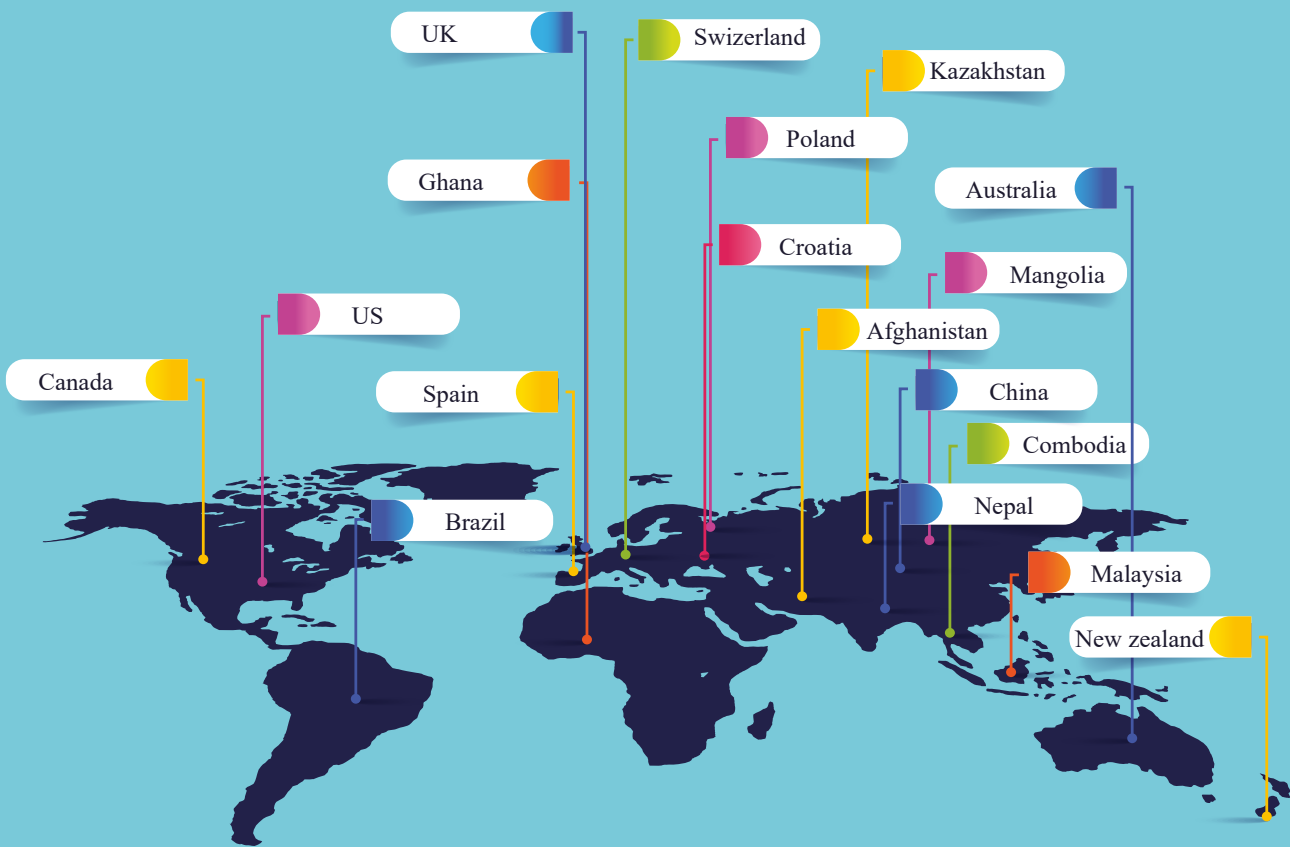 UK
Swizerland
Kazakhstan
Poland
Ghana
Australia
Croatia
Mangolia
US
Afghanistan
Canada
Spain
China
Combodia
Brazil
Nepal
Malaysia
New zealand